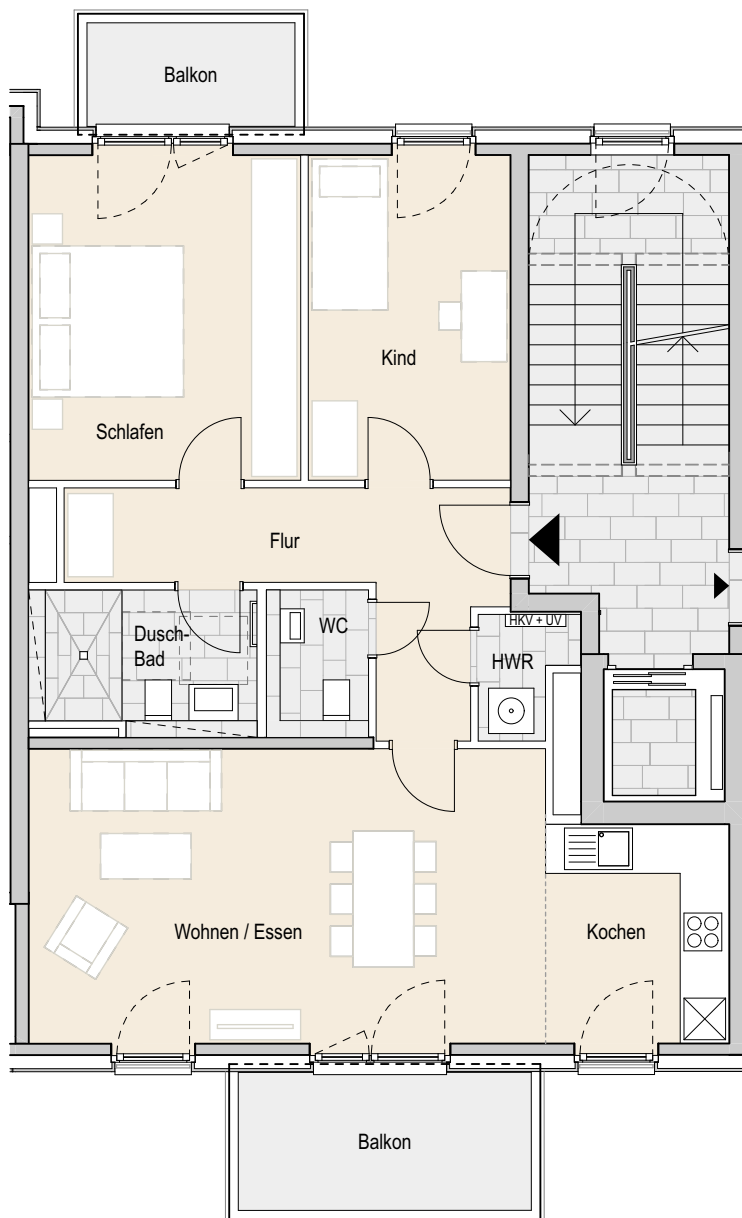 Balkon
Kind
Schlafen
Flur
WC
HKV + UV
Dusch-
Bad
HWR
Wohnen / Essen
Kochen
Balkon